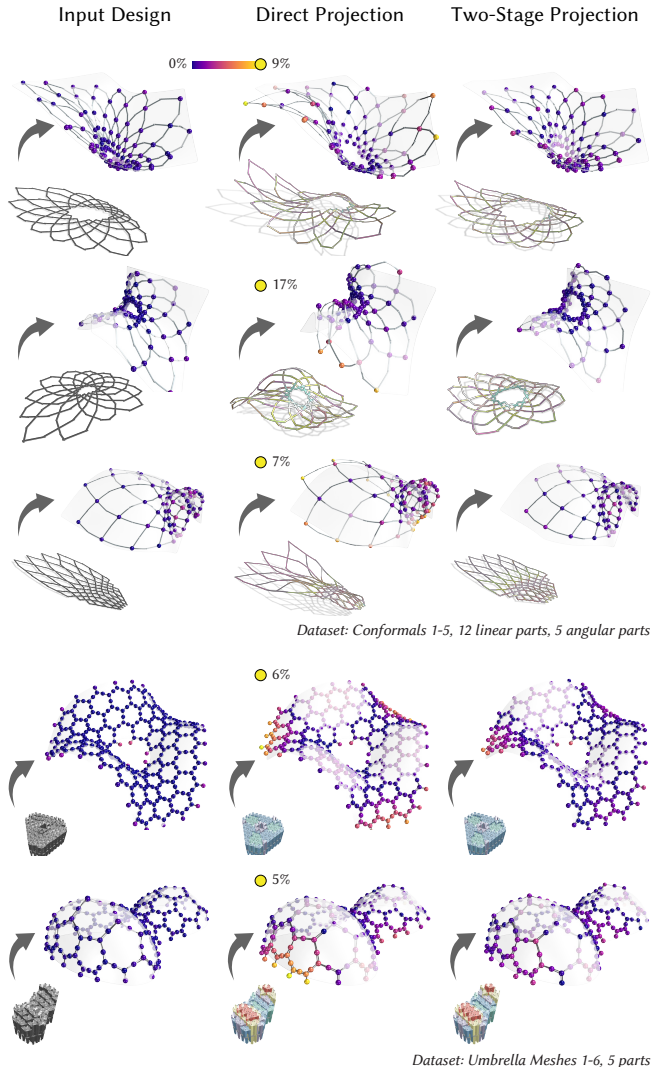 Input Design
Direct Projection
Two-Stage Projection
0%
9%
17%
7%
Dataset: Conformals 1-5, 12 linear parts, 5 angular parts
6%
5%
Dataset: Umbrella Meshes 1-6, 5 parts